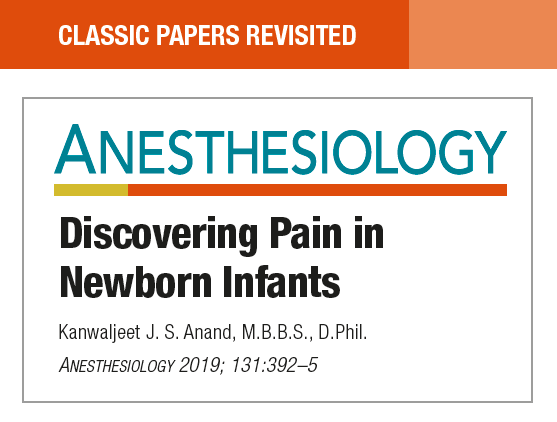 CLASSIC PAPERS REVISITED
ANESTHESIOLOGY
Discovering Pain in
Newborn Infants
Kanwaljeet J. S. Anand, M.B.B.S., D.Phil.
ANESTHESIOLOGY 2019; 131:392–5